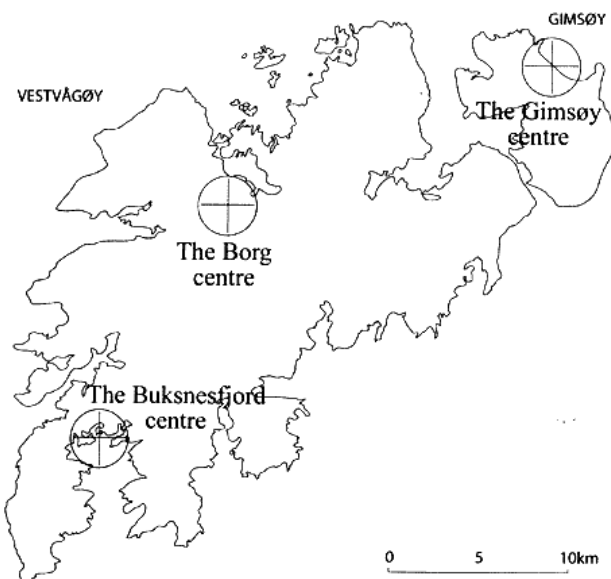 GIMSØY
VESTVÅGØY
The Gimsøy
centre
The Borg
centre
The Buksnesfjord
centre
0 5 10km